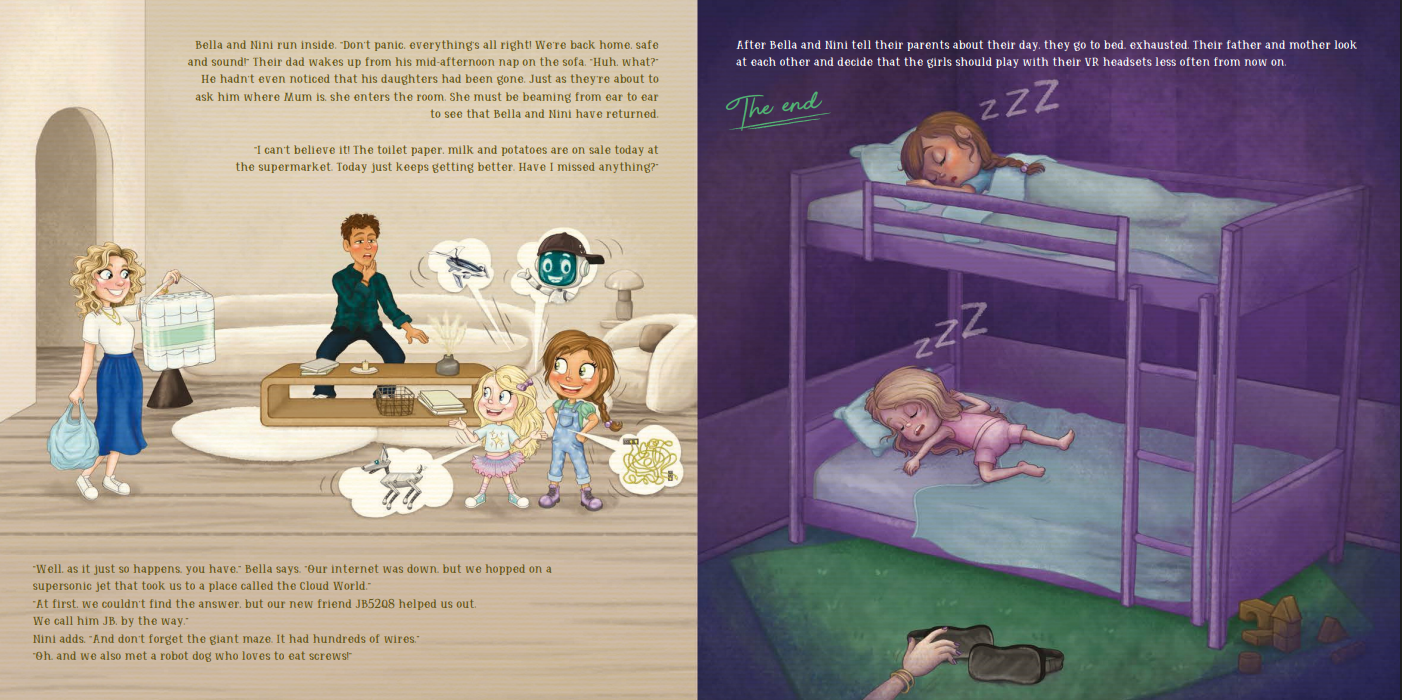 Bella and Nini run inside. "Don't panic, everything's all right! We're back home, safe
and sound!" Their dad wakes up from his mid-afternoon nap on the sofa. "Huh, what?"
He hadn't even noticed that his daughters had been gone. Just as they're about to
ask him where Mum is, she enters the room. She must be beaming from ear to ear
to see that Bella and Nini have returned.
"I can't believe it! The toilet paper, milk and potatoes are on sale today at
the supermarket. Today just keeps getting better. Have I missed anything?"
"Well, as it just so happens, you have," Bella says. "Our internet was down, but we hopped on a
supersonic jet that took us to a place called the Cloud World."
"At first, we couldn't find the answer, but our new friend JB5208 helped us out.
We call him JB, by the way."
Nini adds, "And don't forget the giant maze. It had hundreds of wires."
"Oh, and we also met a robot dog who loves to eat screws!"
After Bella and Nini tell their parents about their day, they go to bed, exhausted. Their father and mother look
at each other and decide that the girls should play with their VR headsets less often from now on.
The end
zZZ
zZZ